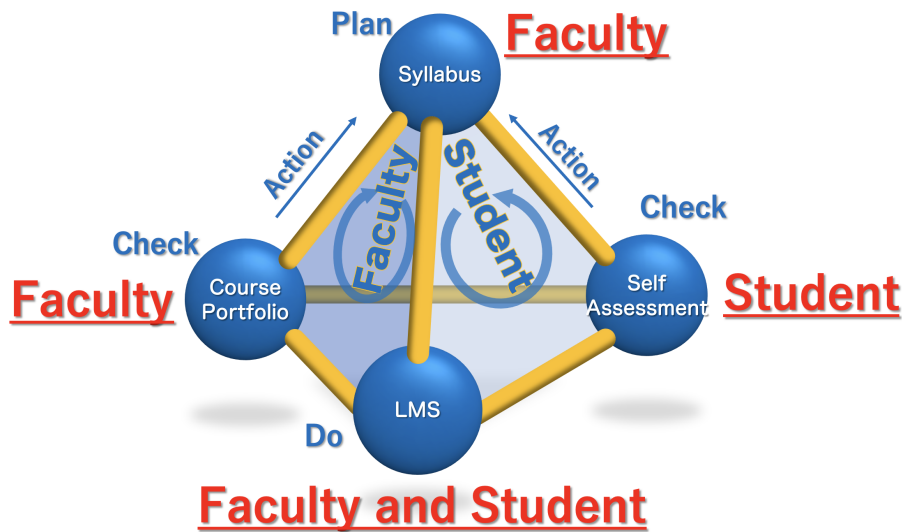 Plan
Faculty
Syllabus
Action
Action
Faculty
Student
Check
Check
Faculty
Course
Portfolio
Self
Assessment
Student
LMS
Do
Faculty and Student